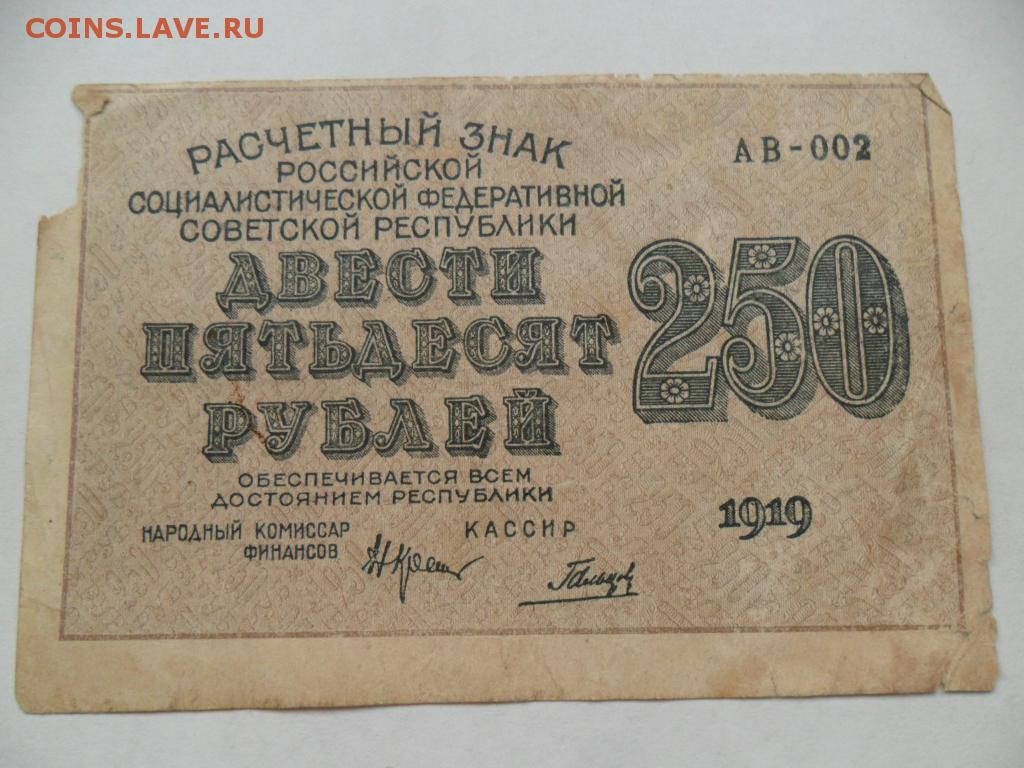 COINS.LAVE.RU
РАСЧЕТНЫЙ ЗНАК
РОССИЙСКОЙ
СОЦИАЛИСТИЧЕСКОЙ ФЕДЕРАТИВНОЙ
СОВЕТСКОЙ РЕСПУБЛИКИ
АВ-002
ДВЕСТИ
ПЯТЬДЕСЯТ
РУБЛЕЙ
250
ОБЕСПЕЧИВАЕТСЯ ВСЕМ
ДОСТОЯНИЕМ РЕСПУБЛИКИ
НАРОДНЫЙ КОМИССАР
ФИНАНСОВ
КАССИР
1919